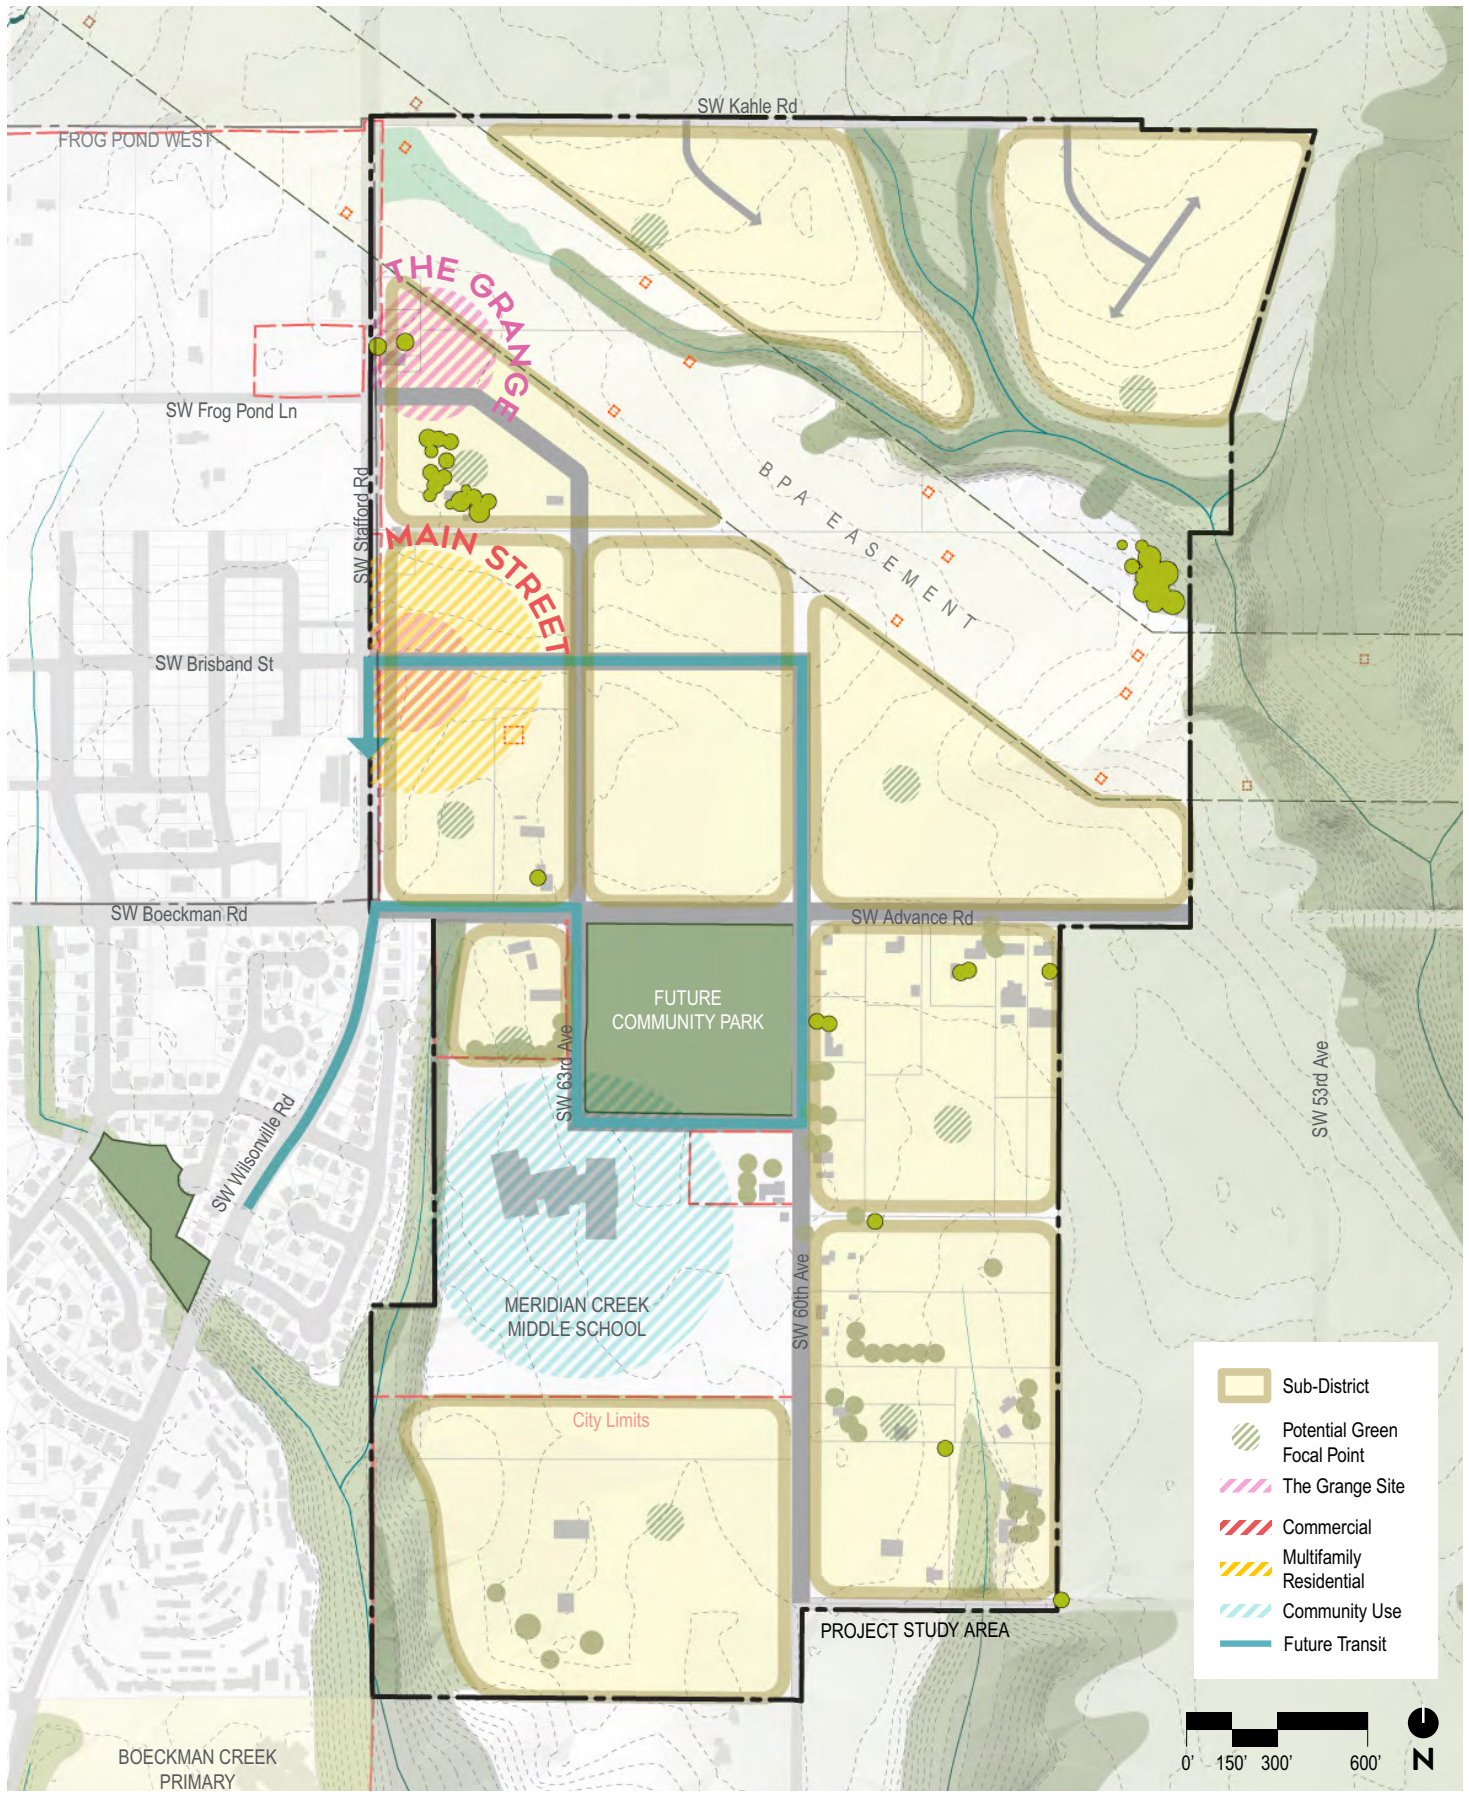 SW Kahle Rd
FROG POND WEST
THE GRANGE
SW Frog Pond Ln
SW Stafford Rd
BPA EASEMENT
MAIN STREET
SW Brisband St
SW Boeckman Rd
SW Advance Rd
FUTURE
COMMUNITY PARK
SW 63rd Ave
SW 53rd Ave
SW Wilsonville Rd
SW 60th Ave
MERIDIAN CREEK
MIDDLE SCHOOL
City Limits
PROJECT STUDY AREA
BOECKMAN CREEK
PRIMARY
Sub-District
Potential Green
Focal Point
The Grange Site
Commercial
Multifamily
Residential
Community Use
Future Transit
0' 150' 300' 600'
N